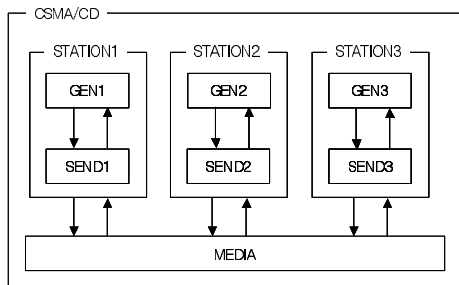 CSMA/CD
STATION1 STATION2 STATION3
GEN1 GEN2 GEN3
SEND1 SEND2 SEND3
MEDIA